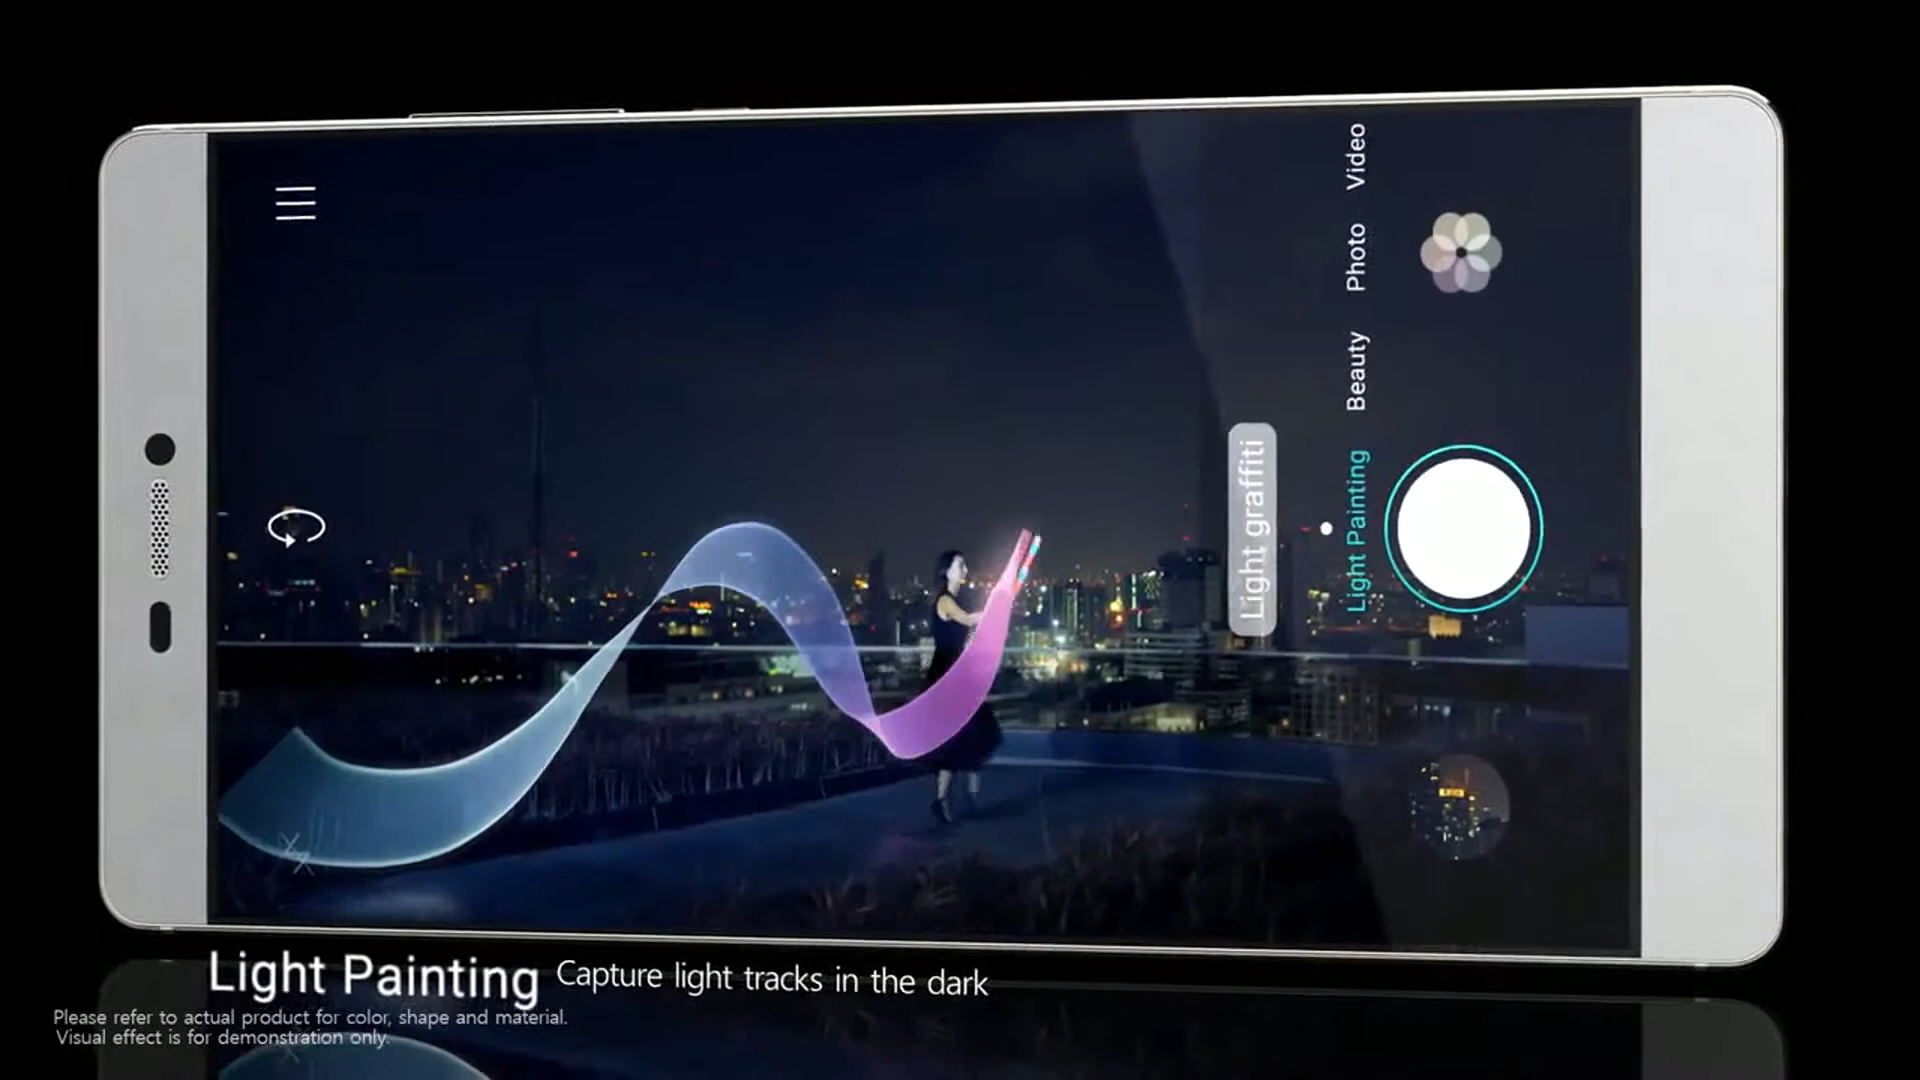 Video
Photo
Beauty
Light Painting
Light graffiti
Light Painting Capture light tracks in the dark
Please refer to actual product for color, shape and material.
Visual effect is for demonstration only.